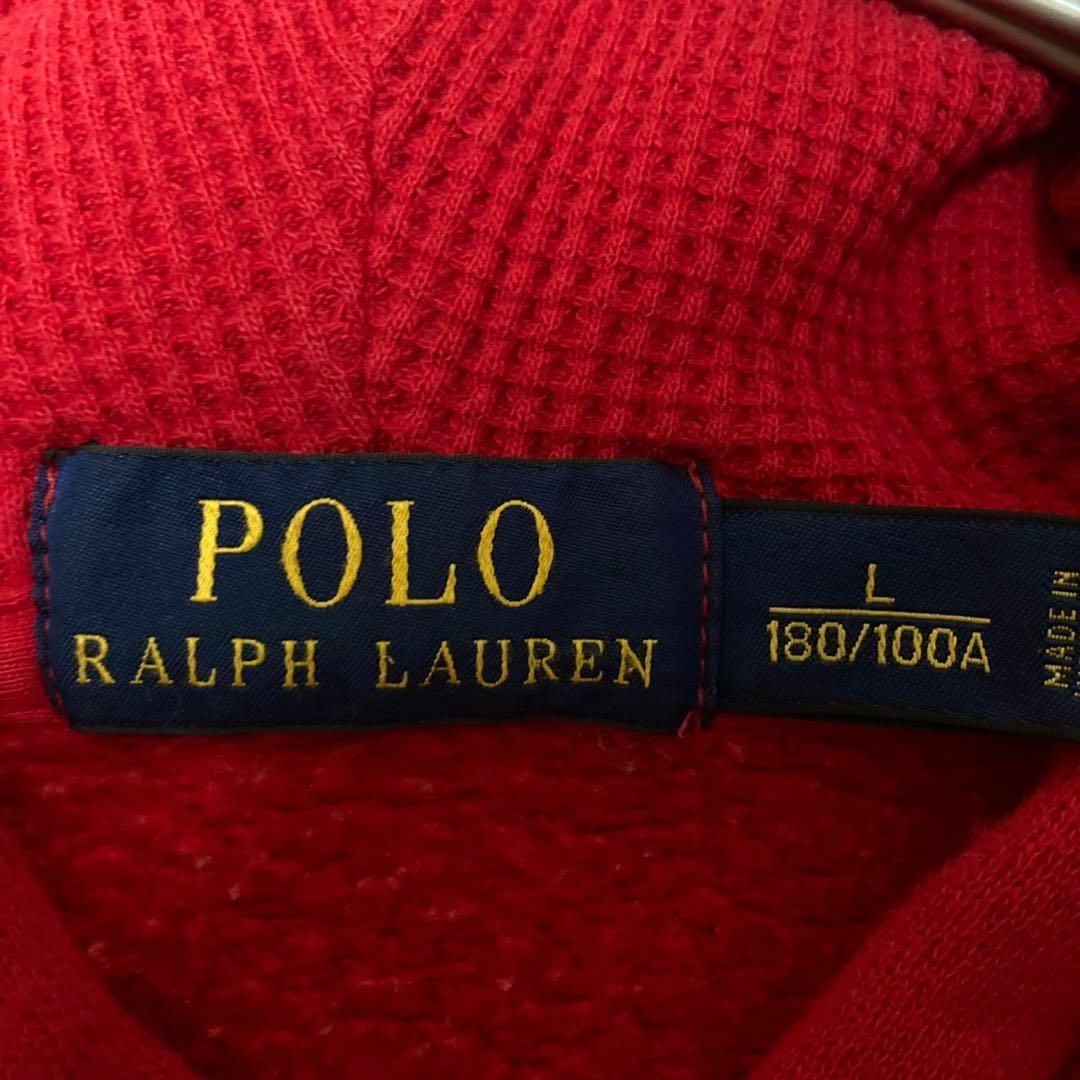 POLO
RALPH LAUREN
L
180/100A
MADE IN